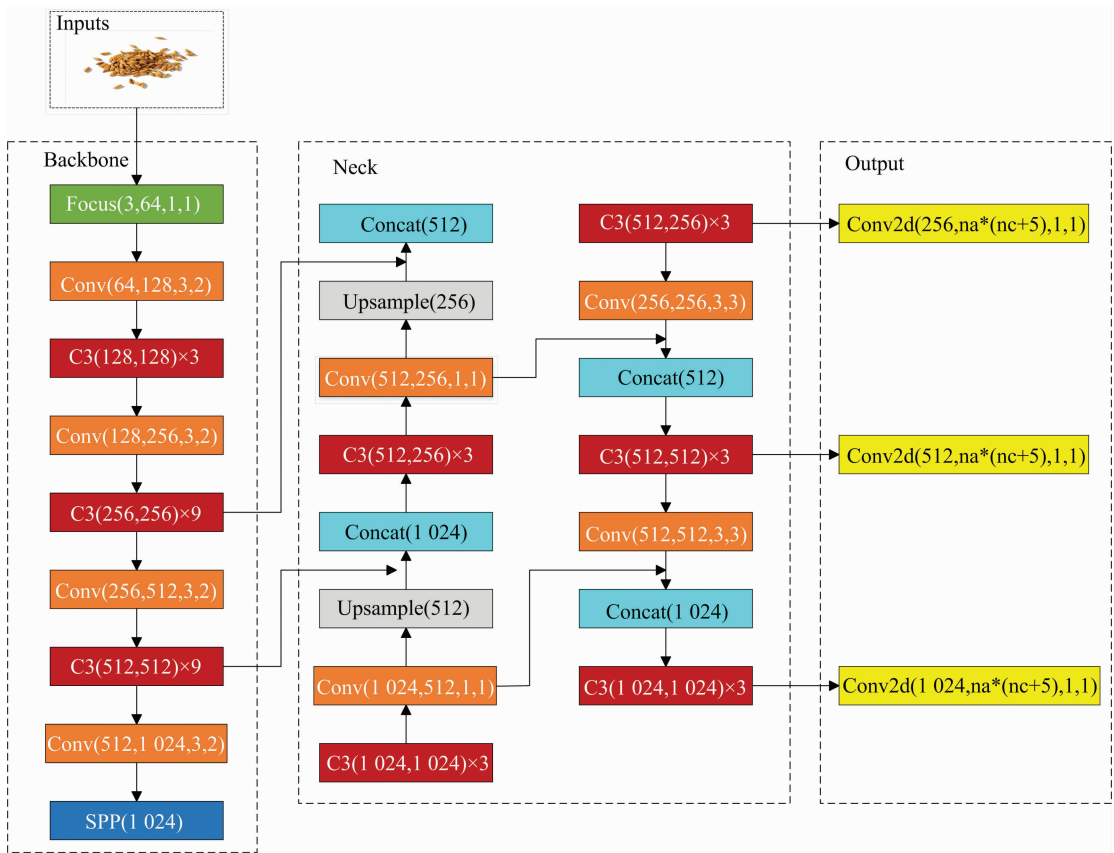 Inputs
Backbone
Focus(3,64,1,1)
Conv(64,128,3,2)
C3(128,128)×3
Conv(128,256,3,2)
C3(256,256)×9
Conv(256,512,3,2)
C3(512,512)×9
Conv(512,1 024,3,2)
SPP(1 024)
Neck
Concat(512)
Upsample(256)
Conv(512,256,1,1)
C3(512,256)×3
Concat(1 024)
Upsample(512)
Conv(1 024,512,1,1)
C3(1 024,1 024)×3
C3(512,256)×3
Conv(256,256,3,3)
Concat(512)
C3(512,512)×3
Conv(512,512,3,3)
Concat(1 024)
C3(1 024,1 024)×3
Output
Conv2d(256,na*(nc+5),1,1)
Conv2d(512,na*(nc+5),1,1)
Conv2d(1 024,na*(nc+5),1,1)